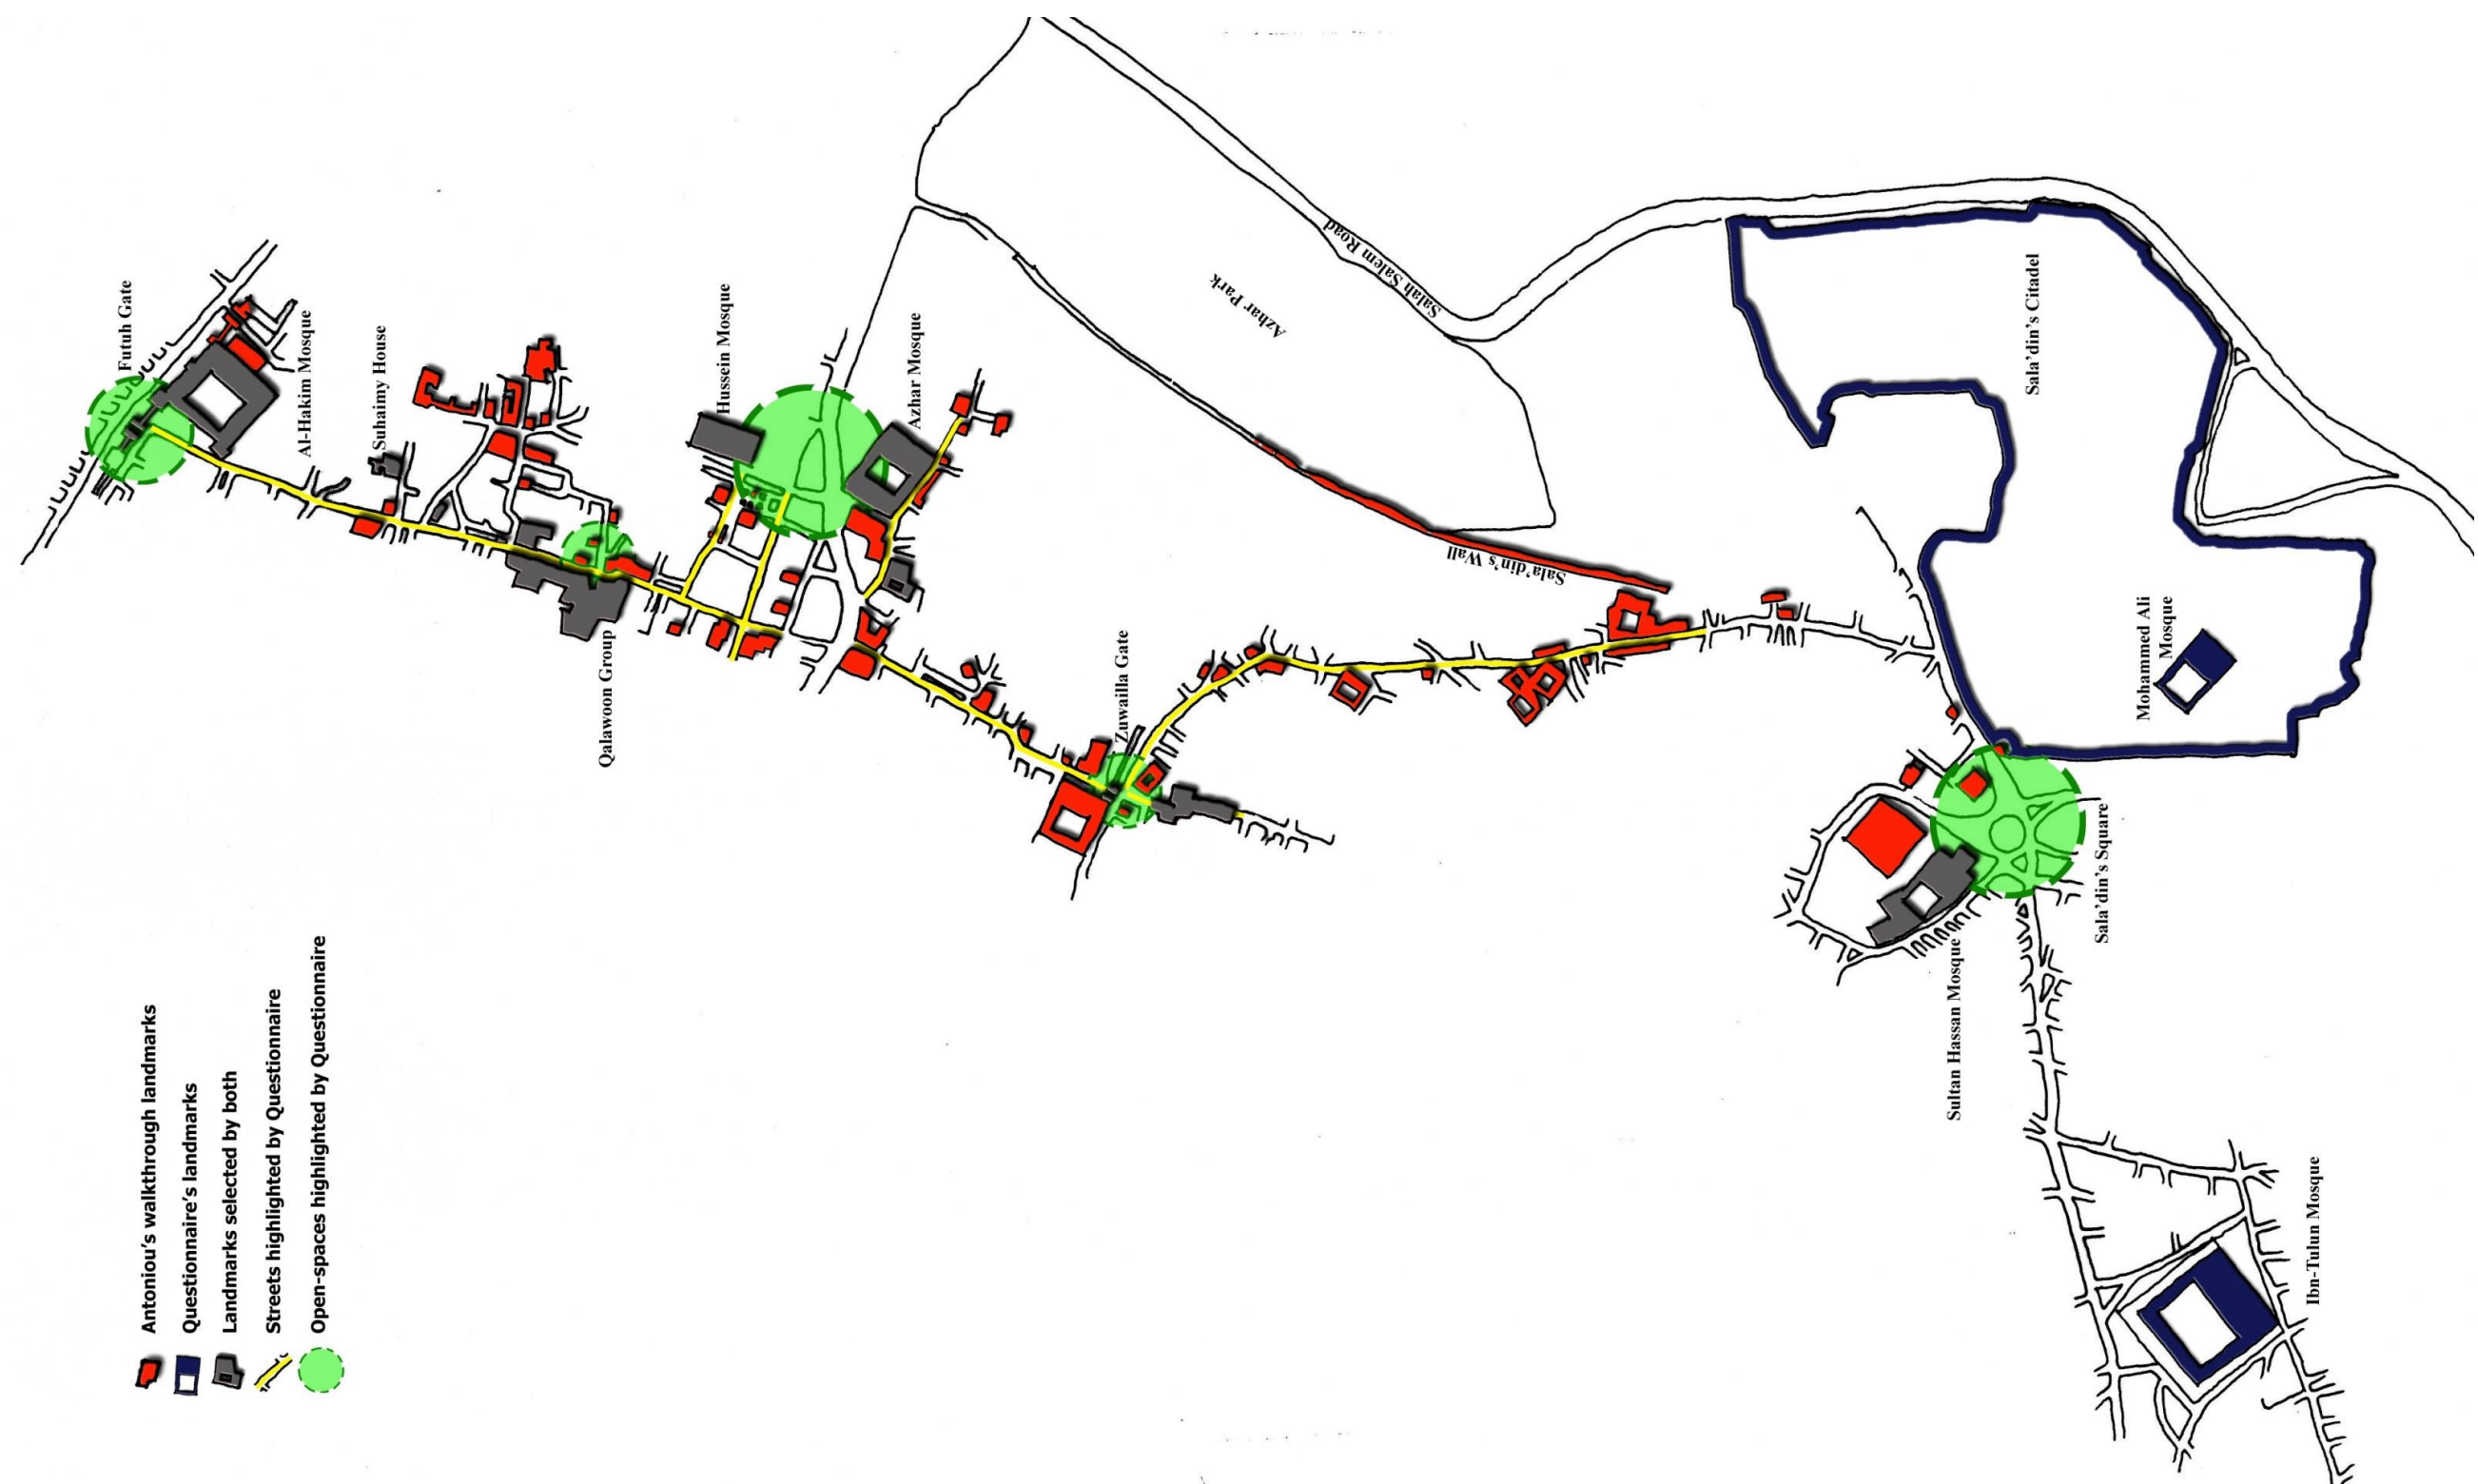 Futuh Gate
Al-Hakim Mosque
Suhaimy House
Qalawoon Group
Hussein Mosque
Azhar Mosque
Zuwailla Gate
Azhar Park
Salah Salem Road
Sala'din's Wall
Sala'din's Citadel
Mohammed Ali
Mosque
Sultan Hassan Mosque
Sala'din's Square
Ibn-Tulun Mosque
Antoniou's walkthrough landmarks
Questionnaire's landmarks
Landmarks selected by both
Streets highlighted by Questionnaire
Open-spaces highlighted by Questionnaire